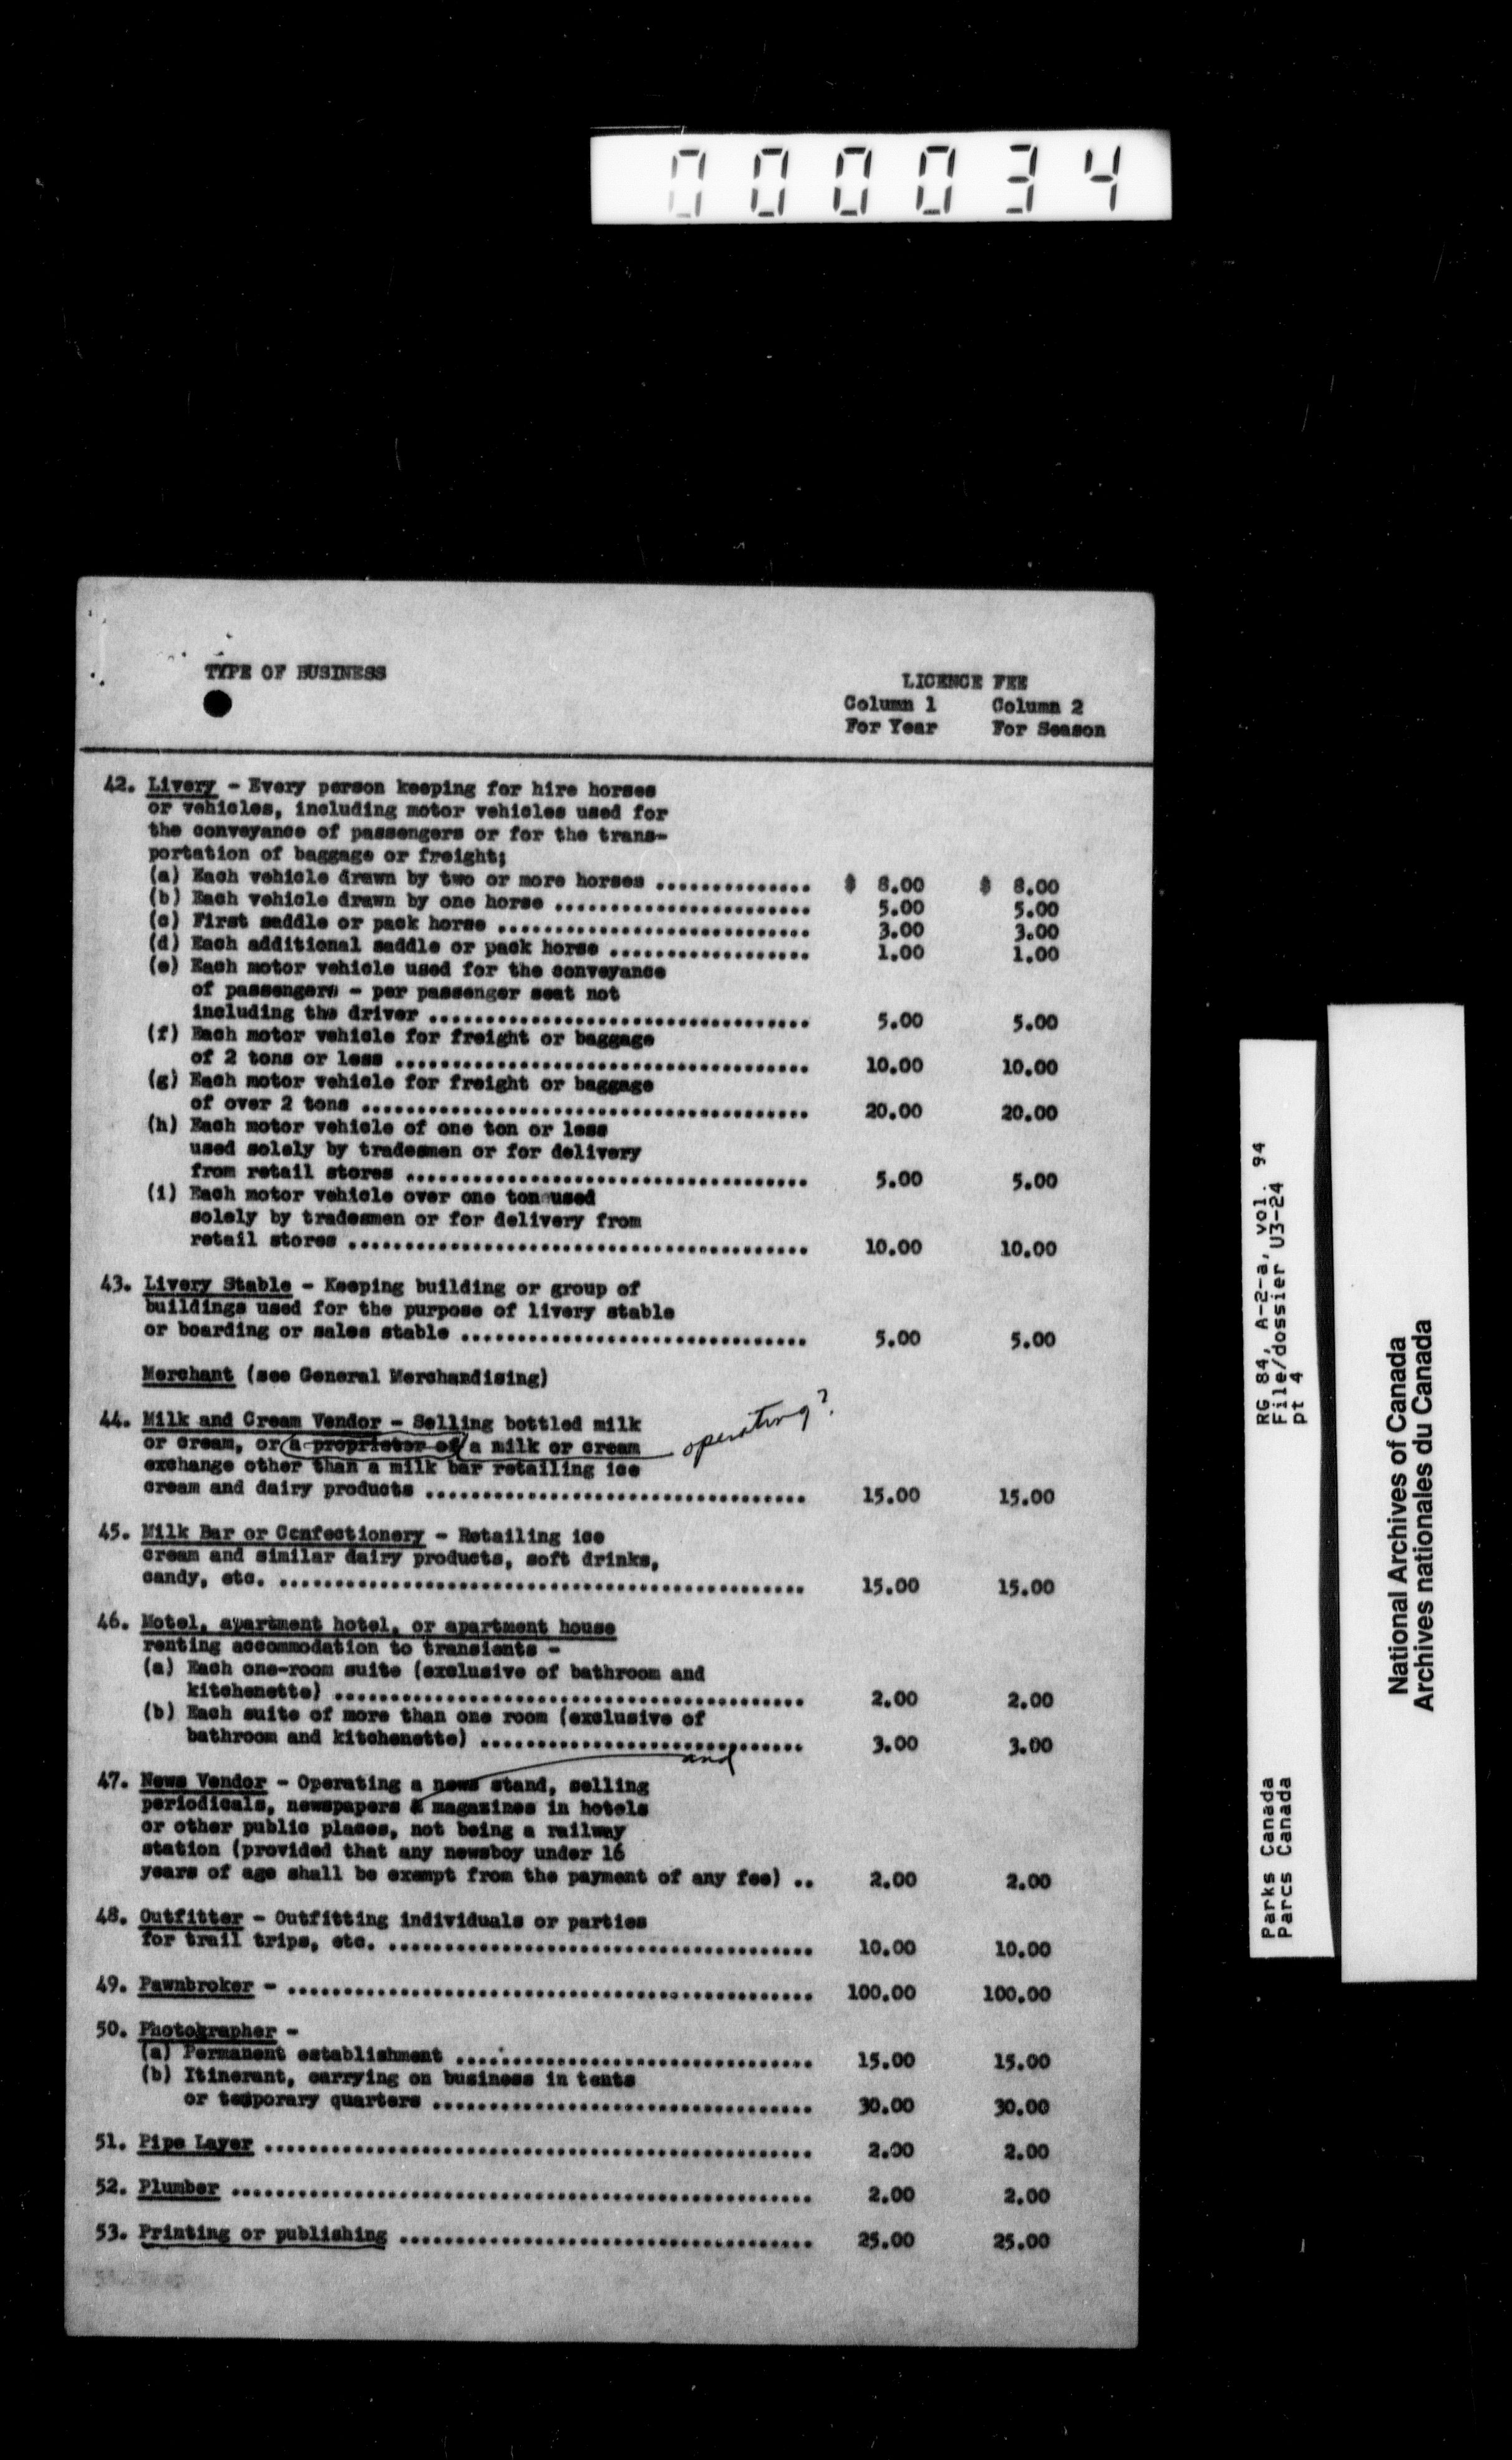 000034
TYPE OF BUSINESS
LICENCE FEE
Column 1 Column 2
For Year For Season
42. Livery - Every person keeping for hire horses
or vehicles, including motor vehicles used for
the conveyance of passengers or for the trans-
portation of baggage or freight;
(a) Each vehicle drawn by two or more horses .............. $ 8.00 $ 8.00
(b) Each vehicle drawn by one horse ....................... 5.00 5.00
(c) First saddle or pack horse ............................ 3.00 3.00
(d) Each additional saddle or pack horse .................. 1.00 1.00
(e) Each motor vehicle used for the conveyance
of passengers - per passenger seat not
including the driver .................................. 5.00 5.00
(f) Each motor vehicle for freight or baggage
of 2 tons or less ..................................... 10.00 10.00
(g) Each motor vehicle for freight or baggage
of over 2 tons ........................................ 20.00 20.00
(h) Each motor vehicle of one ton or less
used solely by tradesmen or for delivery
from retail stores .................................... 5.00 5.00
(i) Each motor vehicle over one ton used
solely by tradesmen or for delivery from
retail stores ......................................... 10.00 10.00
43. Livery Stable - Keeping building or group of
buildings used for the purpose of livery stable
or boarding or sales stable ............................... 5.00 5.00
Merchant (see General Merchandising)
44. Milk and Cream Vendor - Selling bottled milk
or cream, or a proprietor of a milk or cream operating?
exchange other than a milk bar retailing ice
cream and dairy products .................................. 15.00 15.00
45. Milk Bar or Confectionery - Retailing ice
cream and similar dairy products, soft drinks,
candy, etc. ............................................... 15.00 15.00
46. Motel, apartment hotel, or apartment house
renting accommodation to transients -
(a) Each one-room suite (exclusive of bathroom and
kitchenette) .......................................... 2.00 2.00
(b) Each suite of more than one room (exclusive of
bathroom and kitchenette) ............................. 3.00 3.00
and
47. News Vendor - Operating a news stand, selling
periodicals, newspapers & magazines in hotels
or other public places, not being a railway
station (provided that any newsboy under 16
years of age shall be exempt from the payment of any fee) .. 2.00 2.00
48. Outfitter - Outfitting individuals or parties
for trail trips, etc. ...................................... 10.00 10.00
49. Pawnbroker - ............................................... 100.00 100.00
50. Photographer -
(a) Permanent establishment ................................ 15.00 15.00
(b) Itinerant, carrying on business in tents
or temporary quarters .................................. 30.00 30.00
51. Pipe Layer ................................................. 2.00 2.00
52. Plumber .................................................... 2.00 2.00
53. Printing or publishing ..................................... 25.00 25.00
RG 84, A-2-a, vol. 94
File/dossier U3-24
pt 4
Parks Canada
Parcs Canada
National Archives of Canada
Archives nationales du Canada